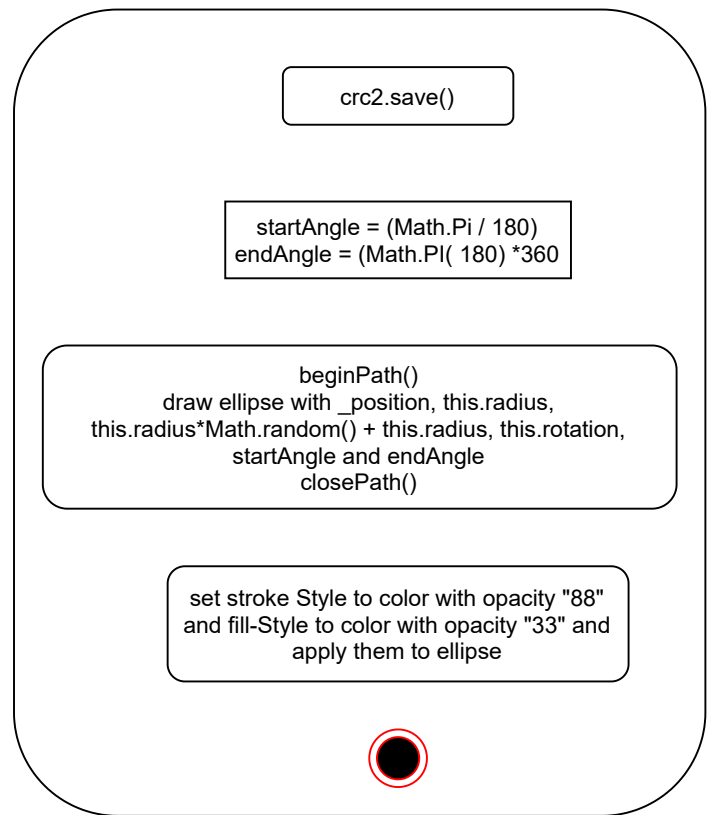 crc2.save()
startAngle = (Math.Pi / 180)
endAngle = (Math.PI( 180) *360
beginPath()
draw ellipse with _position, this.radius,
this.radius*Math.random() + this.radius, this.rotation,
startAngle and endAngle
closePath()
set stroke Style to color with opacity "88"
and fill-Style to color with opacity "33" and
apply them to ellipse